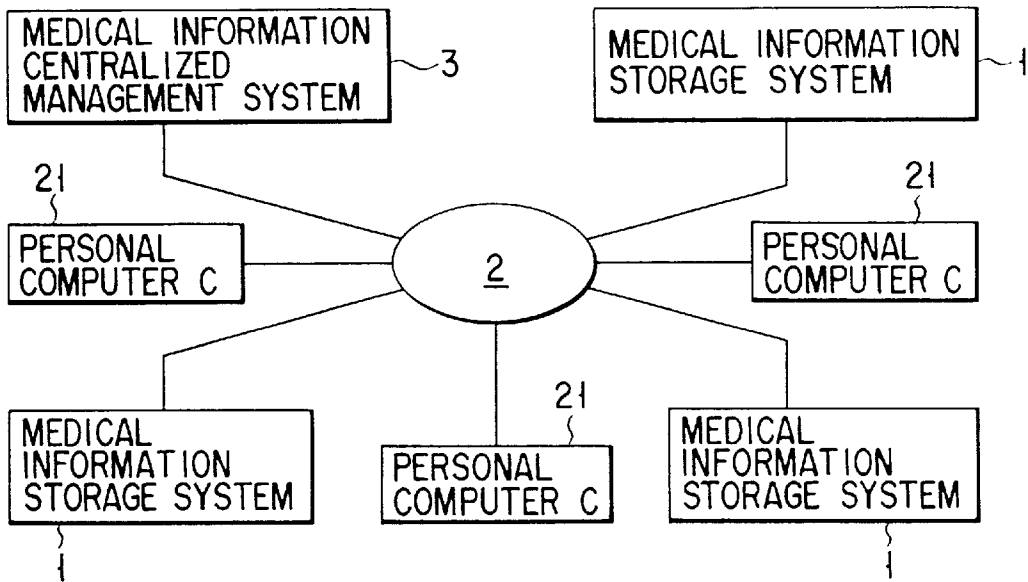 MEDICAL INFORMATION
CENTRALIZED
MANAGEMENT SYSTEM
3
MEDICAL INFORMATION
STORAGE SYSTEM
1
21
PERSONAL
COMPUTER C
2
21
PERSONAL
COMPUTER C
MEDICAL
INFORMATION
STORAGE SYSTEM
1
21
PERSONAL
COMPUTER C
MEDICAL
INFORMATION
STORAGE SYSTEM
1